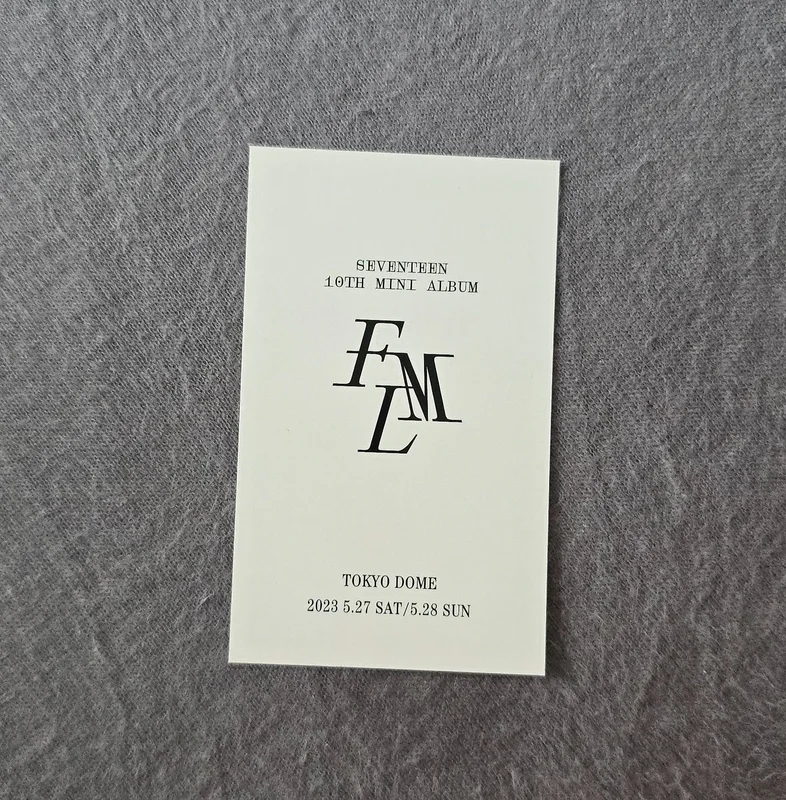 SEVENTEEN
10TH MINI ALBUM
FML
TOKYO DOME
2023 5.27 SAT/5.28 SUN